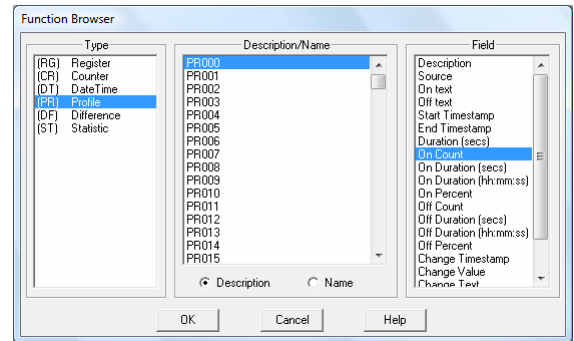 Function Browser
Type
(RG) Register
(CR) Counter
(DT) DateTime
(PR) Profile
(DF) Difference
(ST) Statistic
Description/Name
PR000
PR001
PR002
PR003
PR004
PR005
PR006
PR007
PR008
PR009
PR010
PR011
PR012
PR013
PR014
PR015
Description
Name
Field
Description
Source
On text
Off text
Start Timestamp
End Timestamp
Duration (secs)
On Count
On Duration (secs)
On Duration (hh:mm:ss)
On Percent
Off Count
Off Duration (secs)
Off Duration (hh:mm:ss)
Off Percent
Change Timestamp
Change Value
Change Text
OK
Cancel
Help